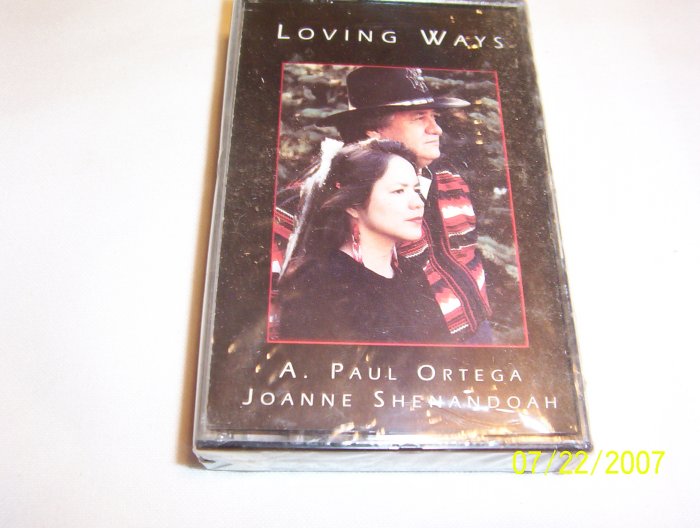 LOVING WAYS
A. PAUL ORTEGA
JOANNE SHENANDOAH
07/22/2007